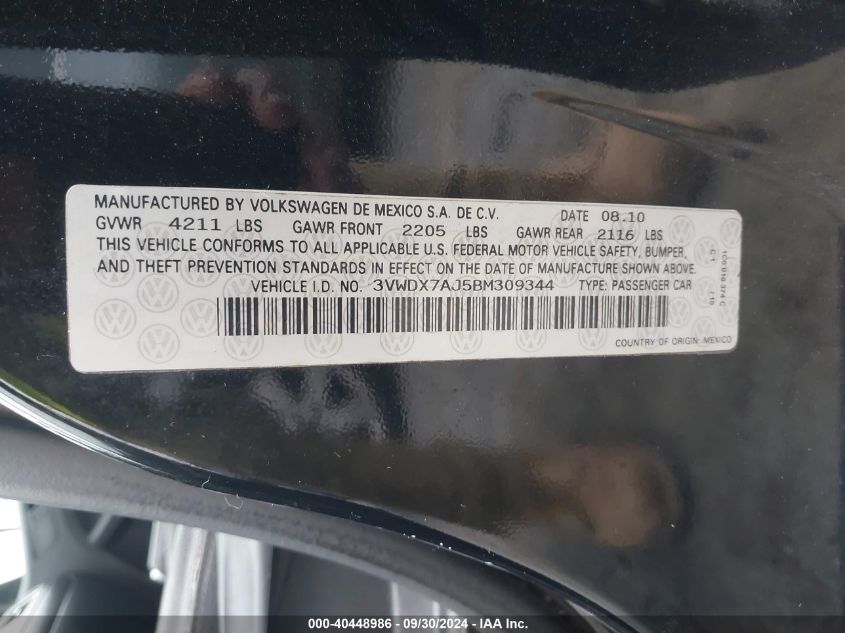 MANUFACTURED BY VOLKSWAGEN DE MEXICO S.A. DE C.V. DATE 08.10
GVWR 4211 LBS GAWR FRONT 2205 LBS GAWR REAR 2116 LBS
THIS VEHICLE CONFORMS TO ALL APPLICABLE U.S. FEDERAL MOTOR VEHICLE SAFETY, BUMPER,
AND THEFT PREVENTION STANDARDS IN EFFECT ON THE DATE OF MANUFACTURE SHOWN ABOVE.
VEHICLE I.D. NO. 3VWDX7AJ5BM309344 TYPE: PASSENGER CAR
COUNTRY OF ORIGIN: MEXICO
1C0 010 374 C
000-40448986 - 09/30/2024 - IAA Inc.